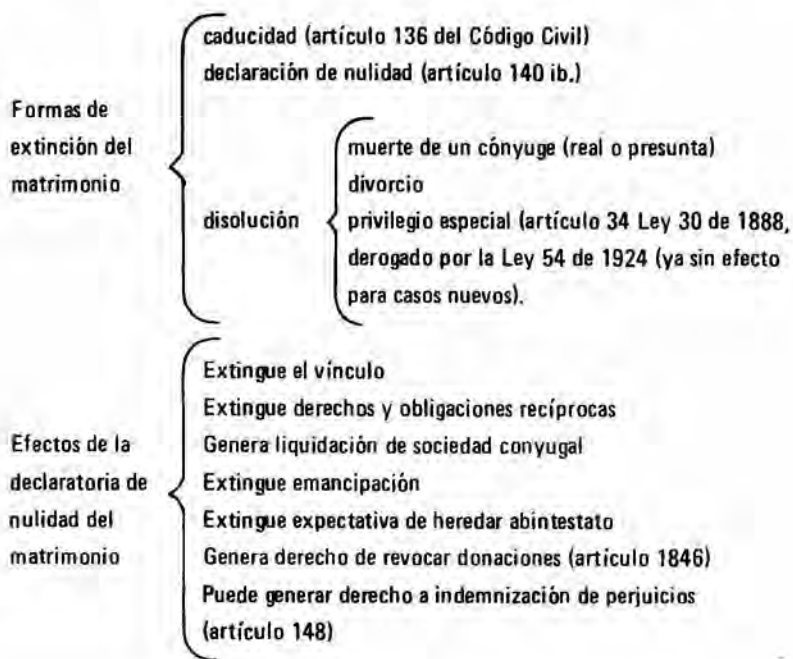 Formas de
extinción del
matrimonio
caducidad (artículo 136 del Código Civil)
declaración de nulidad (artículo 140 ib.)
disolución
muerte de un cónyuge (real o presunta)
divorcio
privilegio especial (artículo 34 Ley 30 de 1888,
derogado por la Ley 54 de 1924 (ya sin efecto
para casos nuevos).
Efectos de la
declaratoria de
nulidad del
matrimonio
Extingue el vínculo
Extingue derechos y obligaciones recíprocas
Genera liquidación de sociedad conyugal
Extingue emancipación
Extingue expectativa de heredar abintestato
Genera derecho de revocar donaciones (artículo 1846)
Puede generar derecho a indemnización de perjuicios
(artículo 148)